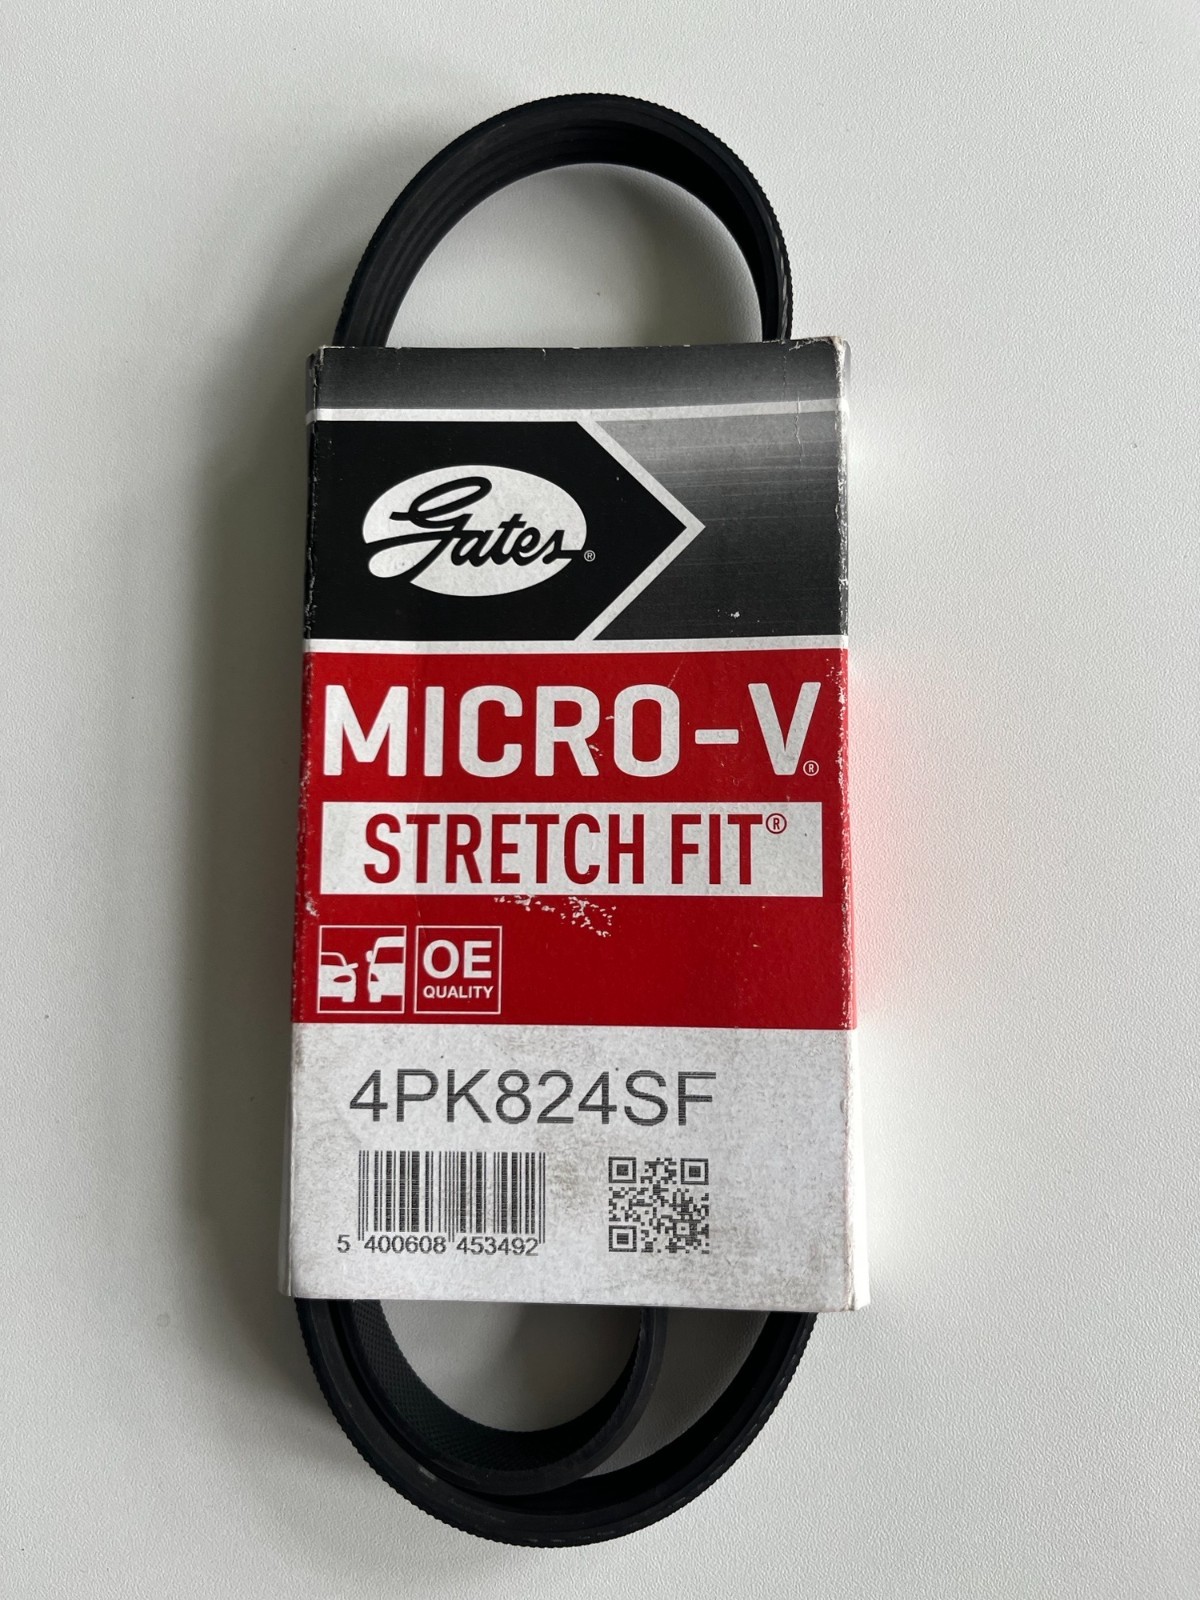 Gates®
MICRO-V®
STRETCH FIT®
OE
QUALITY
4PK824SF
5 400608 453492